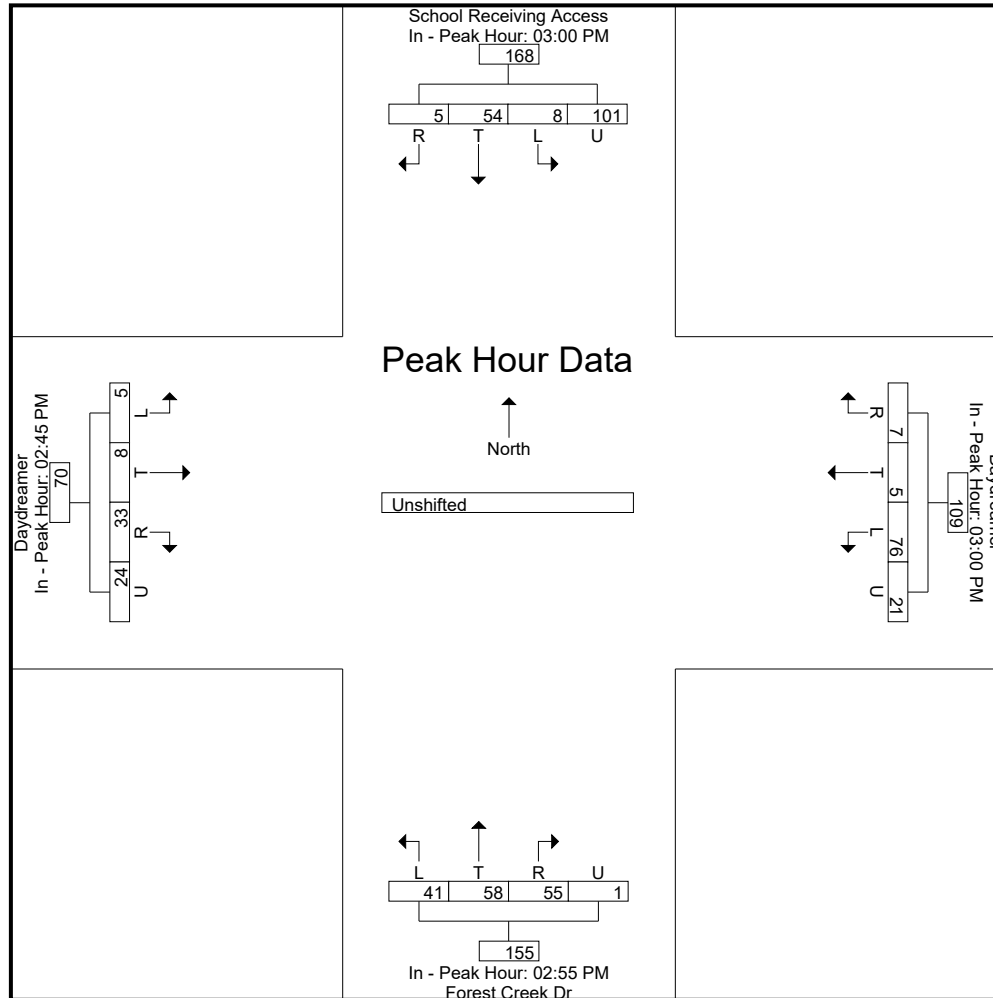 School Receiving Access
In - Peak Hour: 03:00 PM
168
5 54 8 101
R T L U
Peak Hour Data
North
Unshifted
Daydreamer
In - Peak Hour: 02:45 PM
70
5 8 33 24
L T R U
In - Peak Hour: 03:00 PM
109
7 5 76 21
R T L U
L T R U
41 58 55 1
155
In - Peak Hour: 02:55 PM
Forest Creek Dr